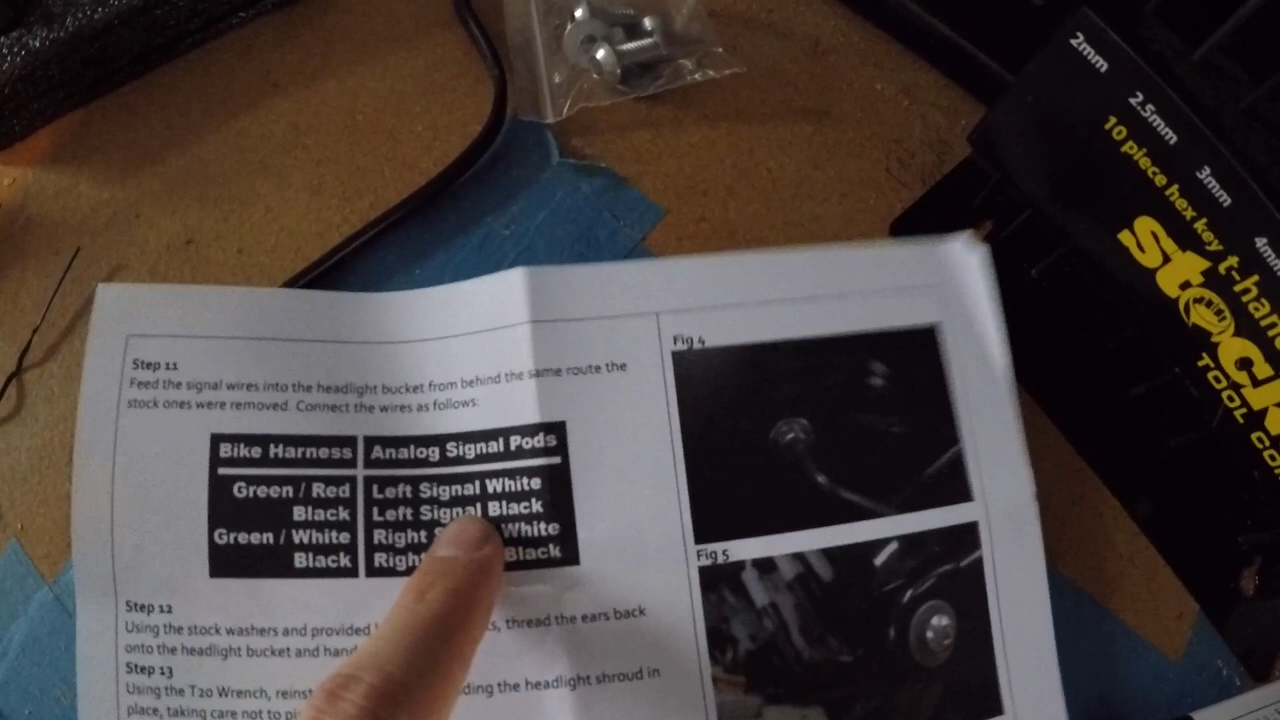 2mm
2.5mm
3mm
4mm
10 piece hex key t-han
stock
TOOL CO
Step 11
Feed the signal wires into the headlight bucket from behind the same route the
stock ones were removed. Connect the wires as follows:
Bike Harness Analog Signal Pods
Green / Red Left Signal White
Black Left Signal Black
Green / White Right White
Black Black
Step 12
Using the stock washers and provided thread the ears back
onto the headlight bucket and
Step 13
Using the T20 Wrench, the headlight shroud in
place, taking care not to
Fig 4
Fig 5